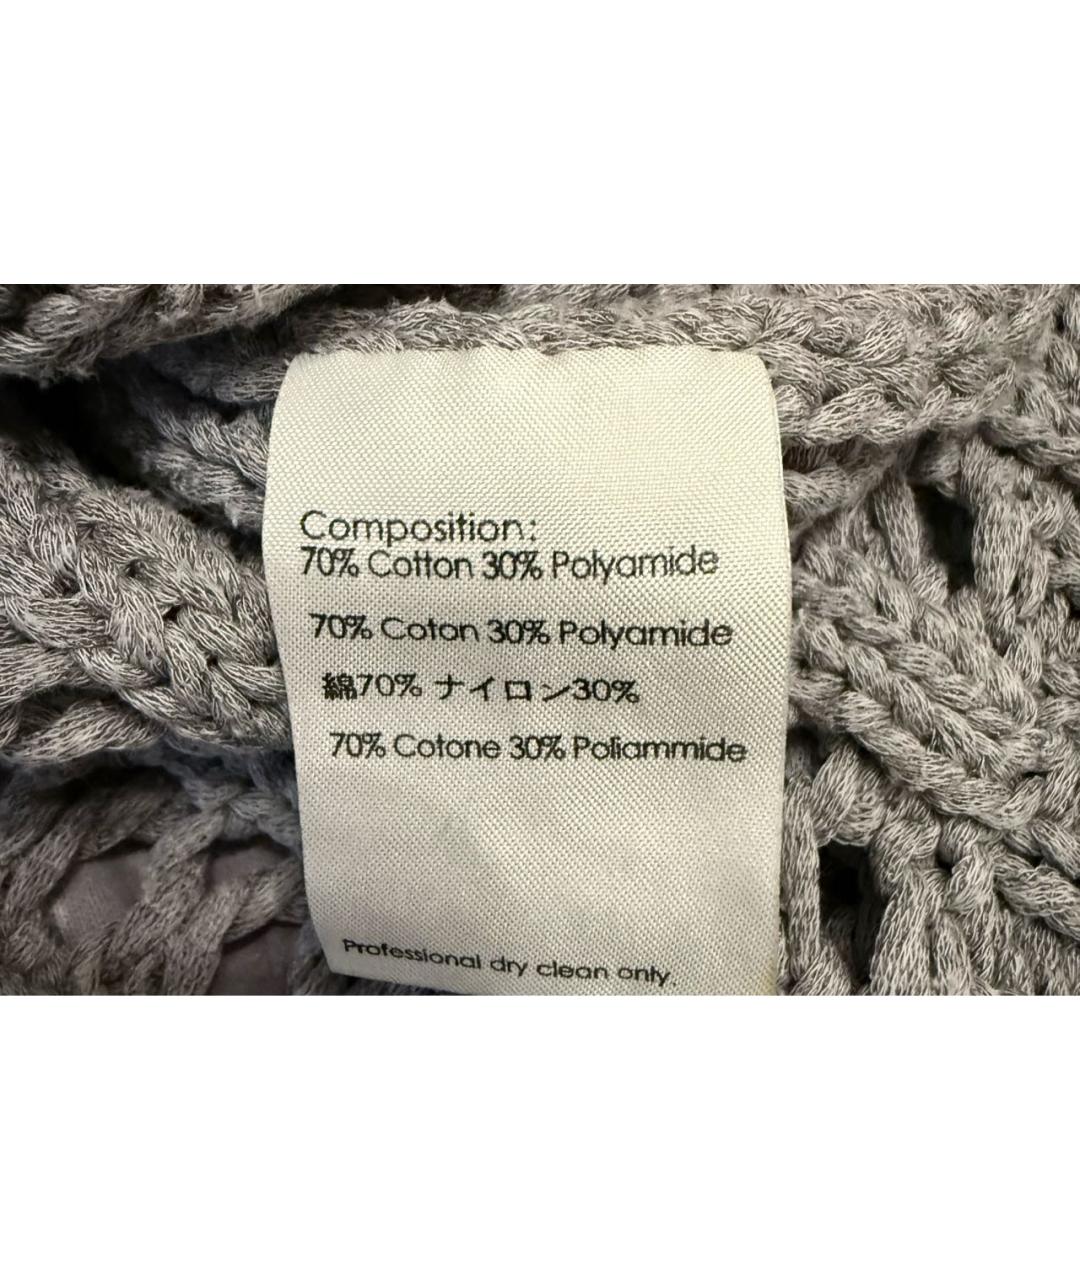 Composition:
70% Cotton 30% Polyamide
70% Coton 30% Polyamide
綿70% ナイロン30%
70% Cotone 30% Poliammide
Professional dry clean only.